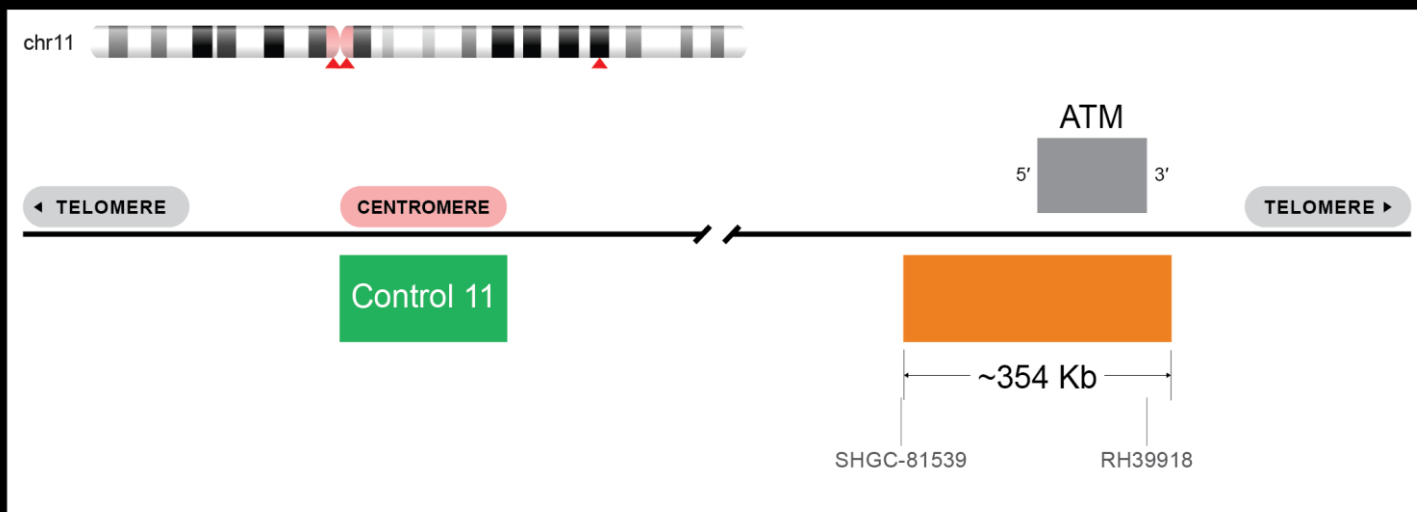 chr11
ATM
5′ 3′
◂ TELOMERE CENTROMERE TELOMERE ▸
Control 11
~354 Kb
SHGC-81539 RH39918